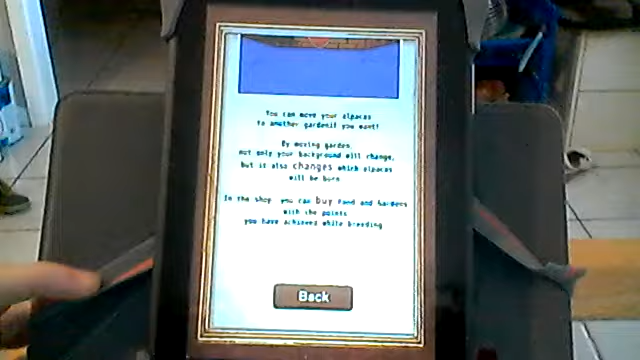 You can move your alpacas
to another garden if you want!
By moving garden,
not only your background will change,
but it also changes which alpacas
will be born
In the shop, you can buy food and gardens
with the points
you have achieved while breeding
Back